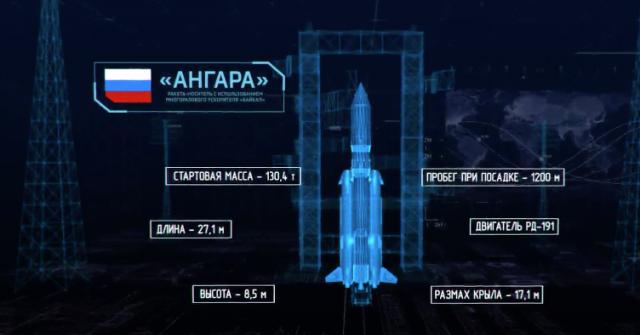 «АНГАРА»
РАКЕТА-НОСИТЕЛЬ С ИСПОЛЬЗОВАНИЕМ
МНОГОРАЗОВОГО УСКОРИТЕЛЯ «БАЙКАЛ»
СТАРТОВАЯ МАССА – 130,4 т
ПРОБЕГ ПРИ ПОСАДКЕ – 1200 м
ДЛИНА – 27,1 м
ДВИГАТЕЛЬ РД-191
ВЫСОТА – 8,5 м
РАЗМАХ КРЫЛА – 17,1 м